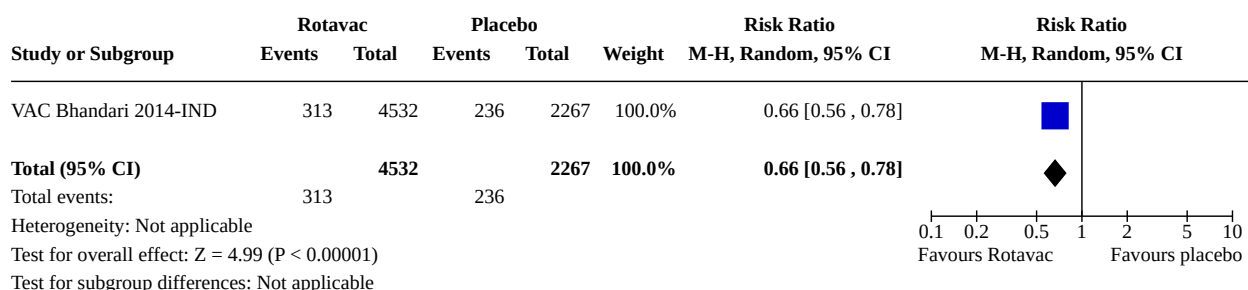 Rotavac Placebo Risk Ratio Risk Ratio
Study or Subgroup Events Total Events Total Weight M-H, Random, 95% CI M-H, Random, 95% CI
VAC Bhandari 2014-IND 313 4532 236 2267 100.0% 0.66 [0.56 , 0.78]
Total (95% CI) 4532 2267 100.0% 0.66 [0.56 , 0.78]
Total events: 313 236
Heterogeneity: Not applicable
0.1 0.2 0.5 1 2 5 10
Test for overall effect: Z = 4.99 (P < 0.00001)
Favours Rotavac Favours placebo
Test for subgroup differences: Not applicable